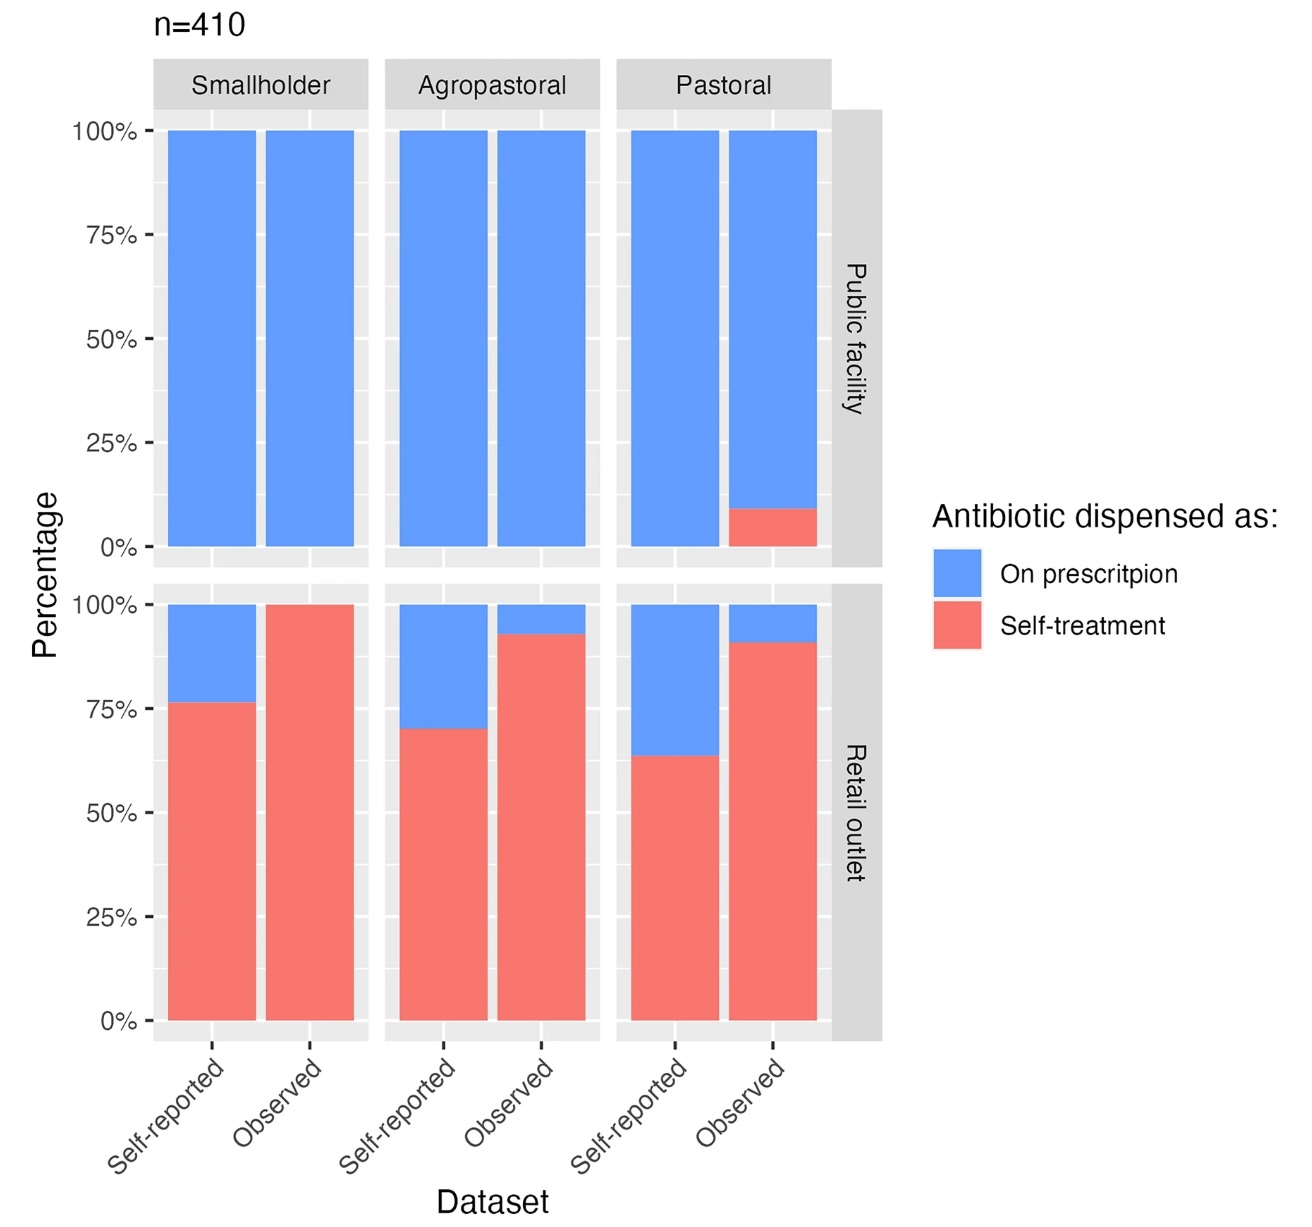 n=410
Smallholder
Agropastoral
Pastoral
100%
75%
50%
25%
0%
Public facility
Percentage
100%
75%
50%
25%
0%
Retail outlet
Self-reported
Observed
Self-reported
Observed
Self-reported
Observed
Dataset
Antibiotic dispensed as:
On prescritpion
Self-treatment